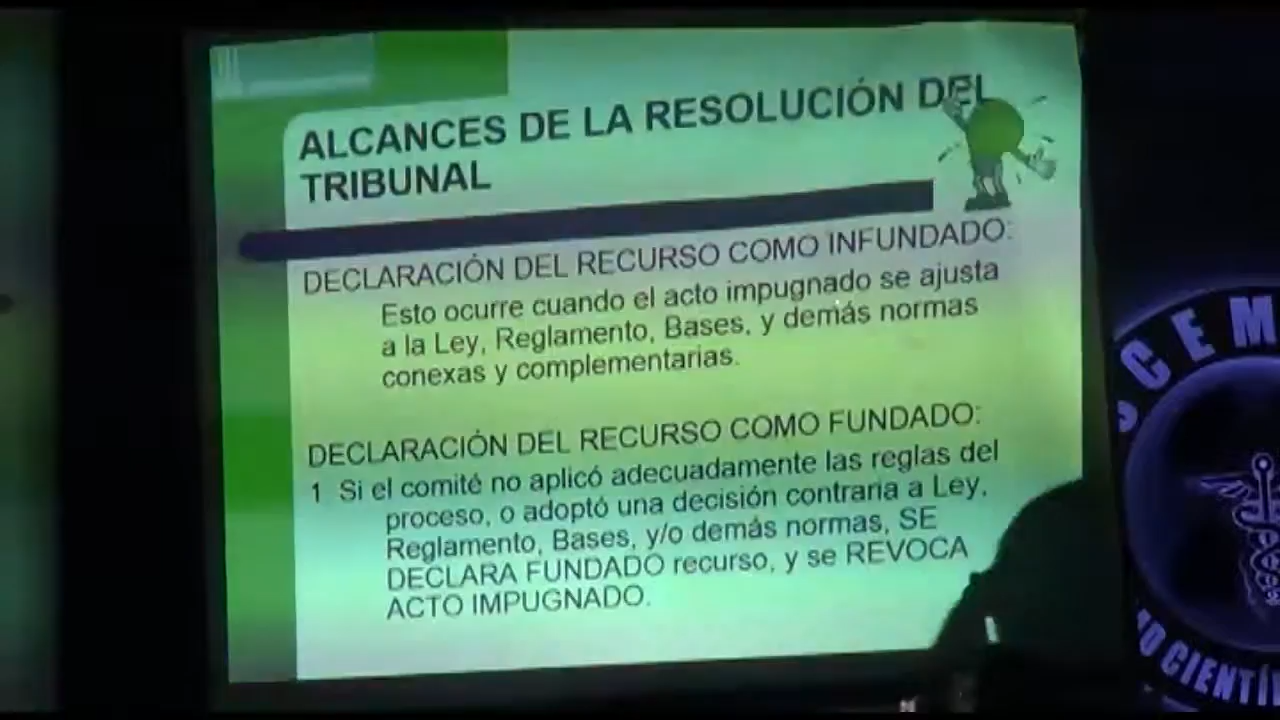 ALCANCES DE LA RESOLUCIÓN DEL
TRIBUNAL
DECLARACIÓN DEL RECURSO COMO INFUNDADO:
Esto ocurre cuando el acto impugnado se ajusta
a la Ley, Reglamento, Bases, y demás normas
conexas y complementarias.
DECLARACIÓN DEL RECURSO COMO FUNDADO:
1 Si el comité no aplicó adecuadamente las reglas del
proceso, o adoptó una decisión contraria a Ley,
Reglamento, Bases, y/o demás normas, SE
DECLARA FUNDADO recurso, y se REVOCA
ACTO IMPUGNADO.